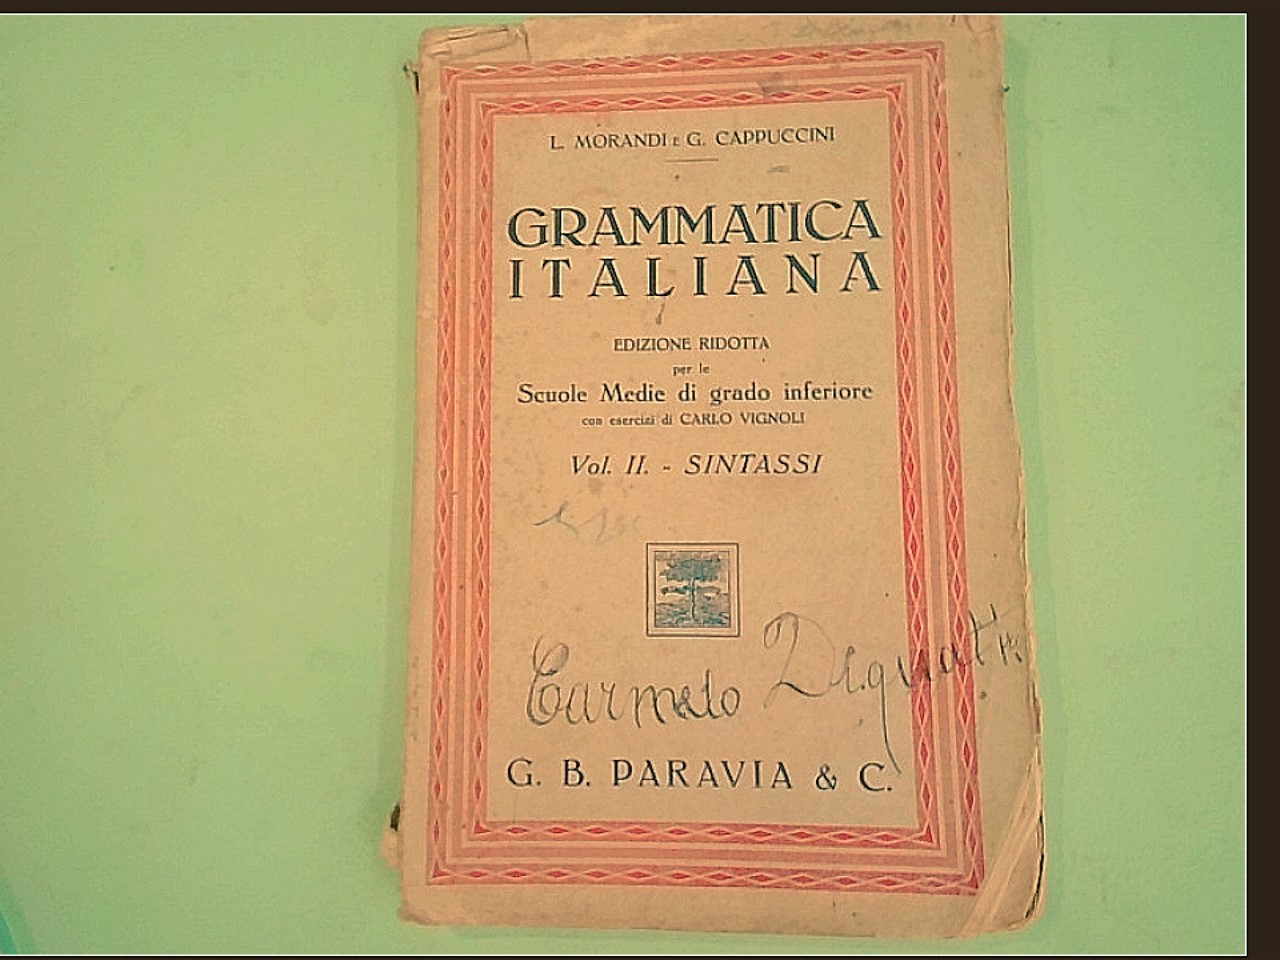 L. MORANDI E G. CAPPUCCINI
GRAMMATICA
ITALIANA
EDIZIONE RIDOTTA
per le
Scuole Medie di grado inferiore
con esercizi di CARLO VIGNOLI
Vol. II. - SINTASSI
Carmelo
G. B. PARAVIA & C.